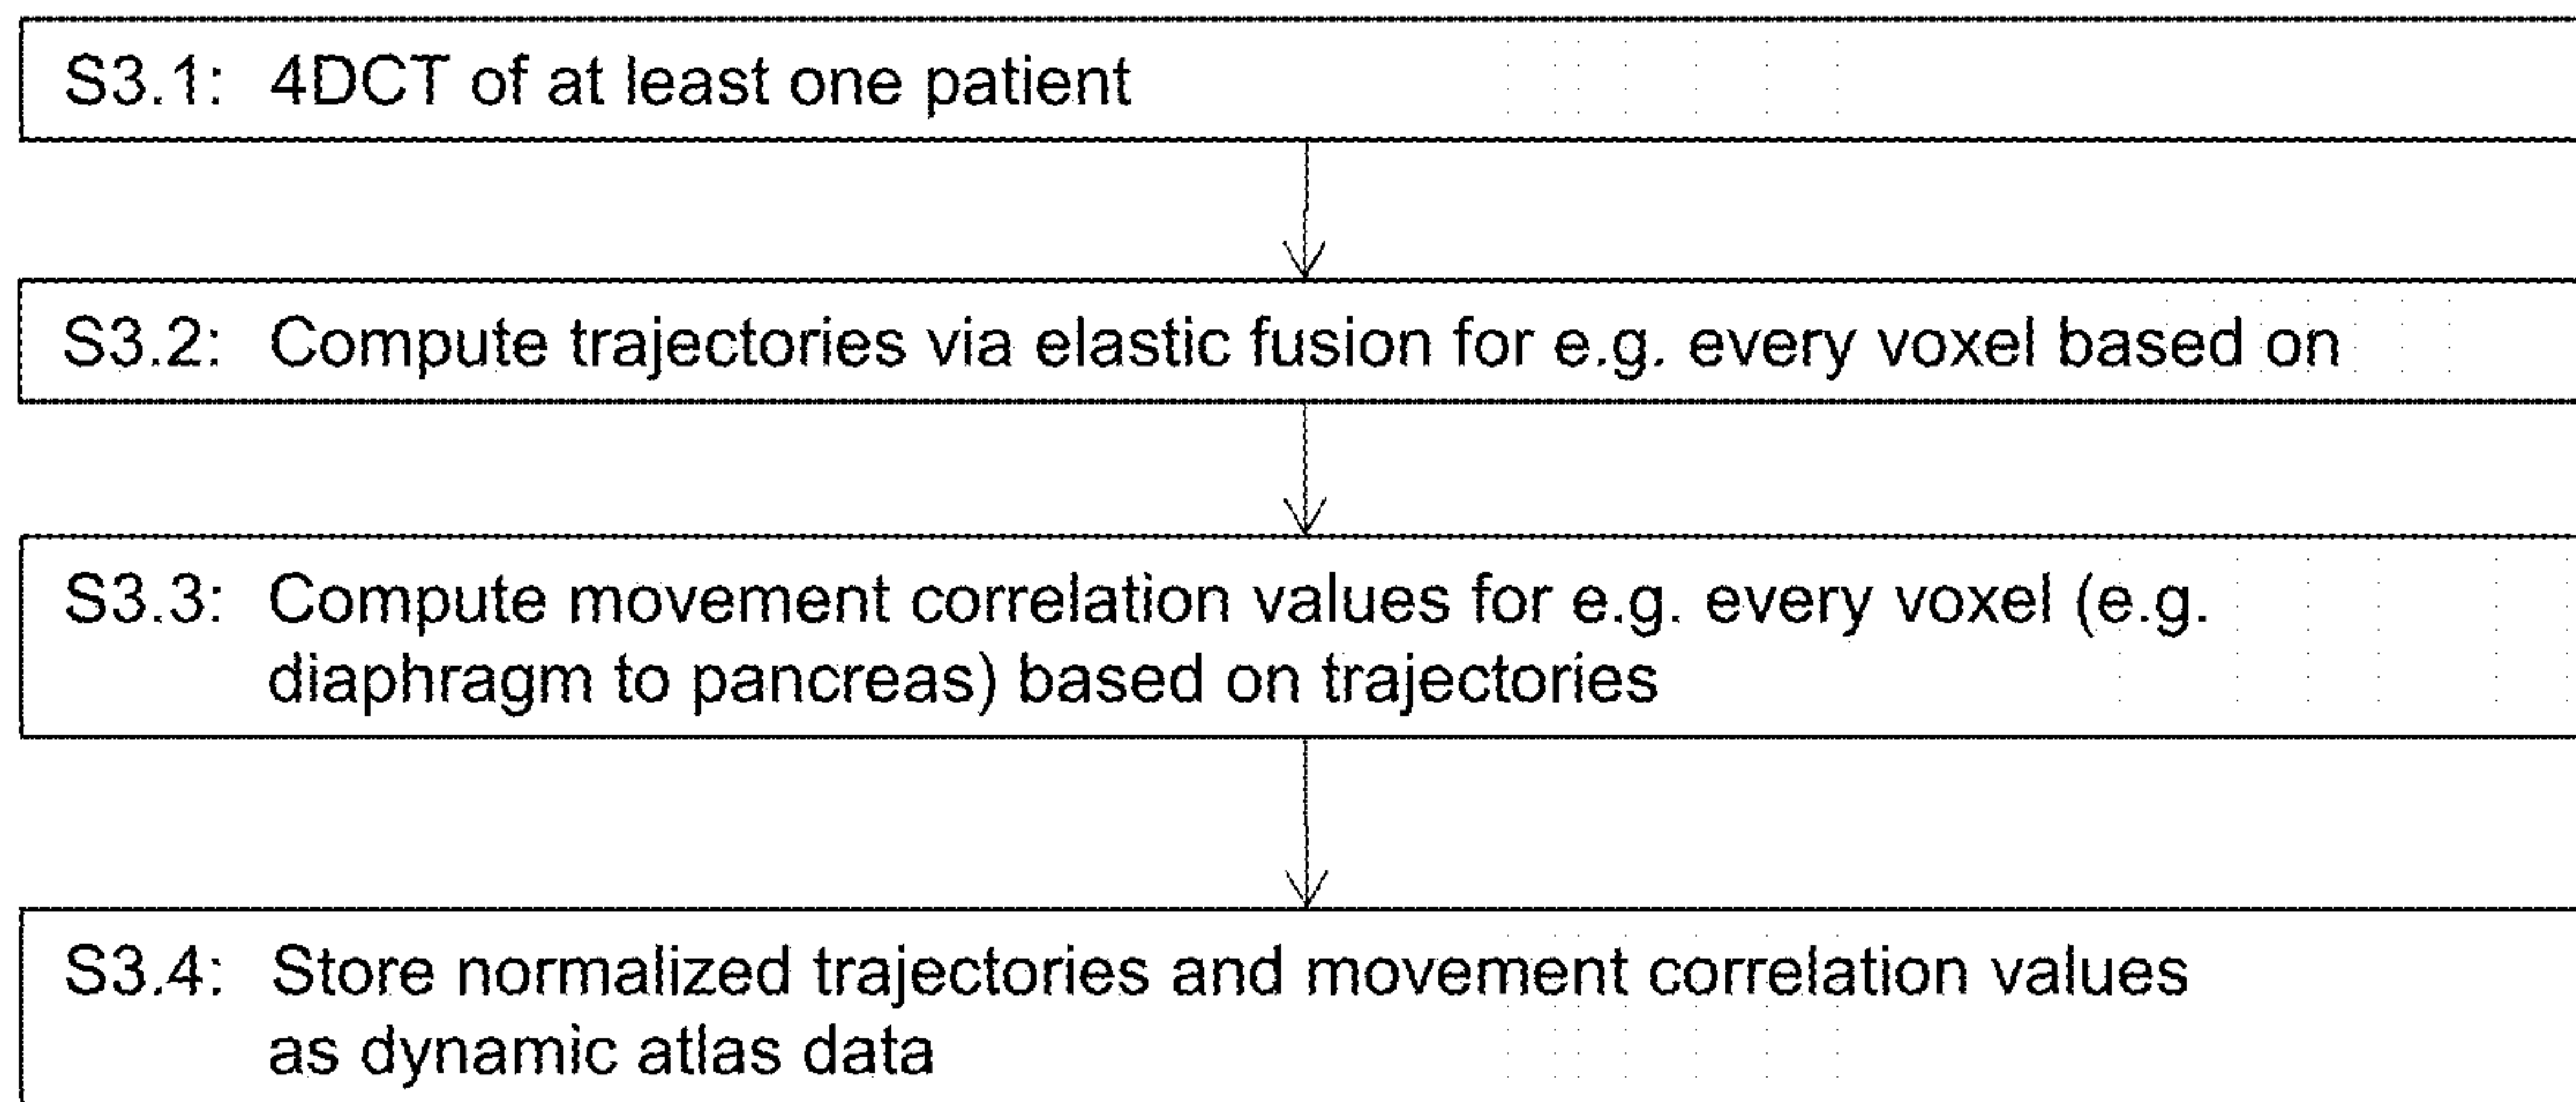 S3.1: 4DCT of at least one patient
S3.2: Compute trajectories via elastic fusion for e.g. every voxel based on
S3.3: Compute movement correlation values for e.g. every voxel (e.g.
diaphragm to pancreas) based on trajectories
S3.4: Store normalized trajectories and movement correlation values
as dynamic atlas data